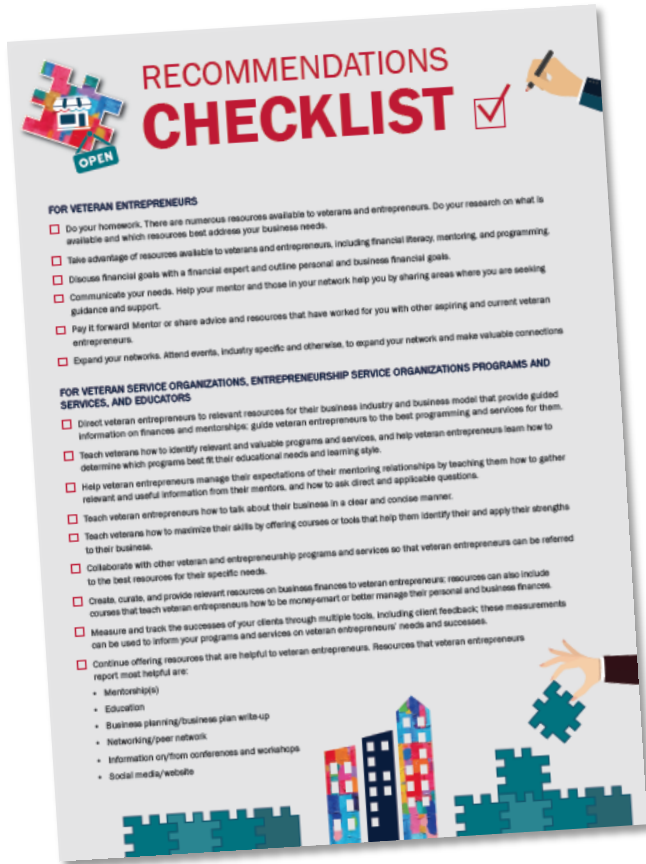 RECOMMENDATIONS
CHECKLIST
OPEN
FOR VETERAN ENTREPRENEURS
Do your homework. There are numerous resources available to veterans and entrepreneurs. Do your research on what is
available and which resources best address your business needs.
Take advantage of resources available to veterans and entrepreneurs, including financial literacy, mentoring, and programming.
Discuss financial goals with a financial expert and outline personal and business financial goals.
Communicate your needs. Help your mentor and those in your network help you by sharing areas where you are seeking
guidance and support.
Pay it forward! Mentor or share advice and resources that have worked for you with other aspiring and current veteran
entrepreneurs.
Expand your networks. Attend events, industry specific and otherwise, to expand your network and make valuable connections
FOR VETERAN SERVICE ORGANIZATIONS, ENTREPRENEURSHIP SERVICE ORGANIZATIONS PROGRAMS AND
SERVICES, AND EDUCATORS
Direct veteran entrepreneurs to relevant resources for their business industry and business model that provide guided
information on finances and mentorships; guide veteran entrepreneurs to the best programming and services for them.
Teach veterans how to identify relevant and valuable programs and services, and help veteran entrepreneurs learn how to
determine which programs best fit their educational needs and learning style.
Help veteran entrepreneurs manage their expectations of their mentoring relationships by teaching them how to gather
relevant and useful information from their mentors, and how to ask direct and applicable questions.
Teach veteran entrepreneurs how to talk about their business in a clear and concise manner.
Teach veterans how to maximize their skills by offering courses or tools that help them identify their and apply their strengths
to their business.
Collaborate with other veteran and entrepreneurship programs and services so that veteran entrepreneurs can be referred
to the best resources for their specific needs.
Create, curate, and provide relevant resources on business finances to veteran entrepreneurs; resources can also include
courses that teach veteran entrepreneurs how to be money-smart or better manage their personal and business finances.
Measure and track the successes of your clients through multiple tools, including client feedback; these measurements
can be used to inform your programs and services on veteran entrepreneurs' needs and successes.
Continue offering resources that are helpful to veteran entrepreneurs. Resources that veteran entrepreneurs
report most helpful are:
• Mentorship(s)
• Education
• Business planning/business plan write-up
• Networking/peer network
• Information on/from conferences and workshops
• Social media/website